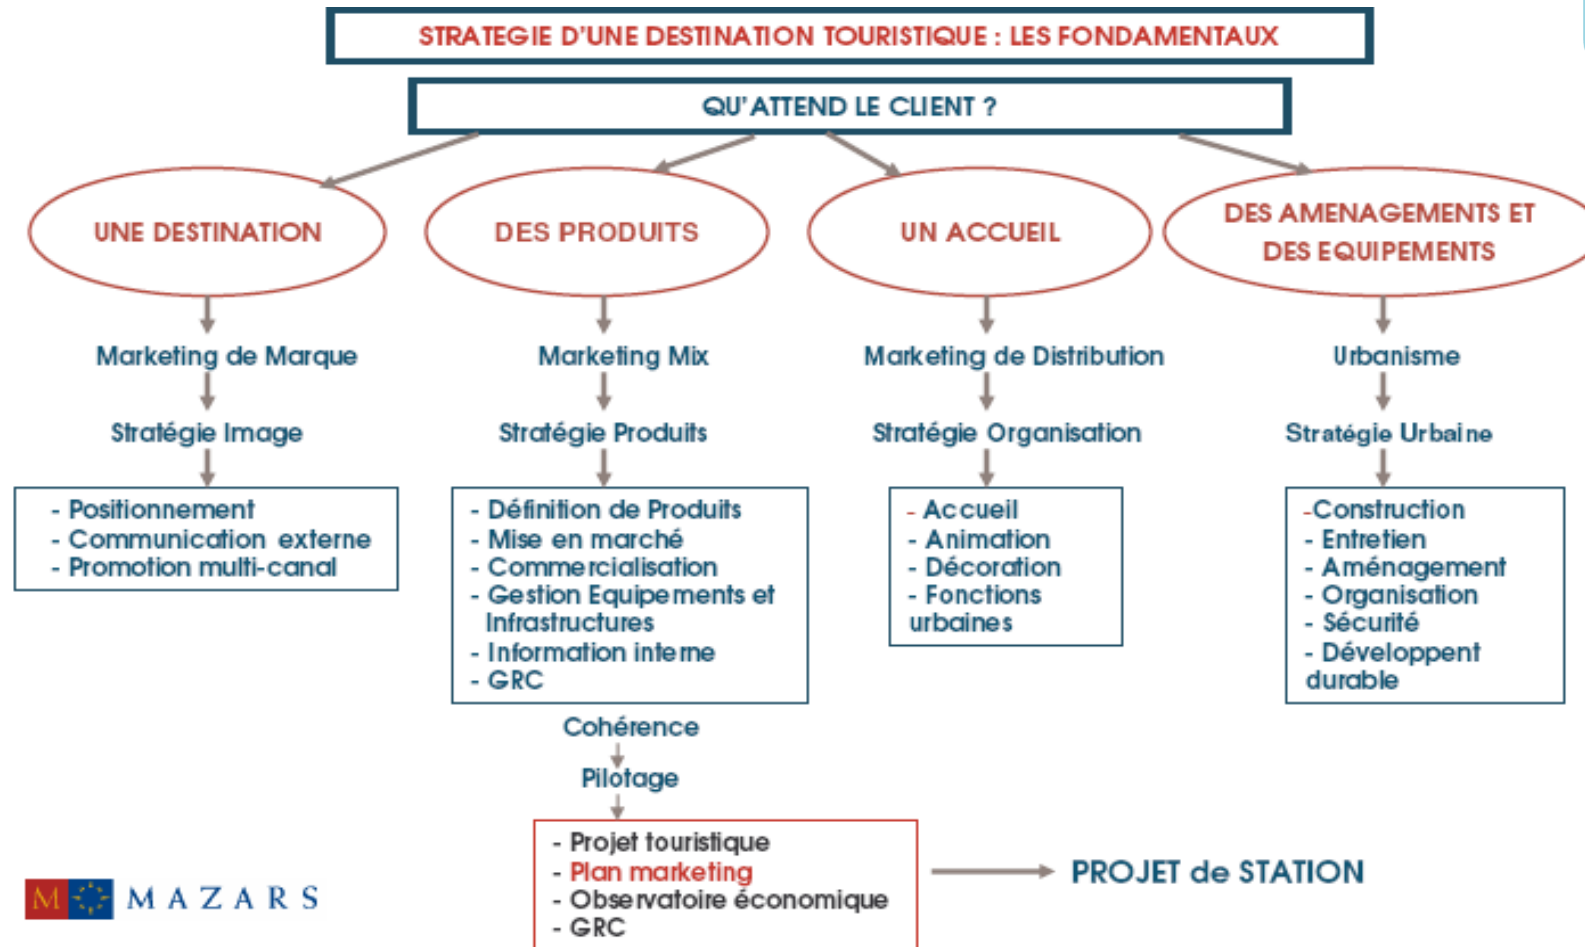 STRATEGIE D'UNE DESTINATION TOURISTIQUE : LES FONDAMENTAUX
QU'ATTEND LE CLIENT ?
UNE DESTINATION
DES PRODUITS
UN ACCUEIL
DES AMENAGEMENTS ET
DES EQUIPEMENTS
Marketing de Marque
Marketing Mix
Marketing de Distribution
Urbanisme
Stratégie Image
Stratégie Produits
Stratégie Organisation
Stratégie Urbaine
- Positionnement
- Communication externe
- Promotion multi-canal
- Définition de Produits
- Mise en marché
- Commercialisation
- Gestion Equipements et
Infrastructures
- Information interne
- GRC
- Accueil
- Animation
- Décoration
- Fonctions
urbaines
-Construction
- Entretien
- Aménagement
- Organisation
- Sécurité
- Développent
durable
Cohérence
Pilotage
- Projet touristique
- Plan marketing
- Observatoire économique
- GRC
PROJET de STATION
M MAZARS